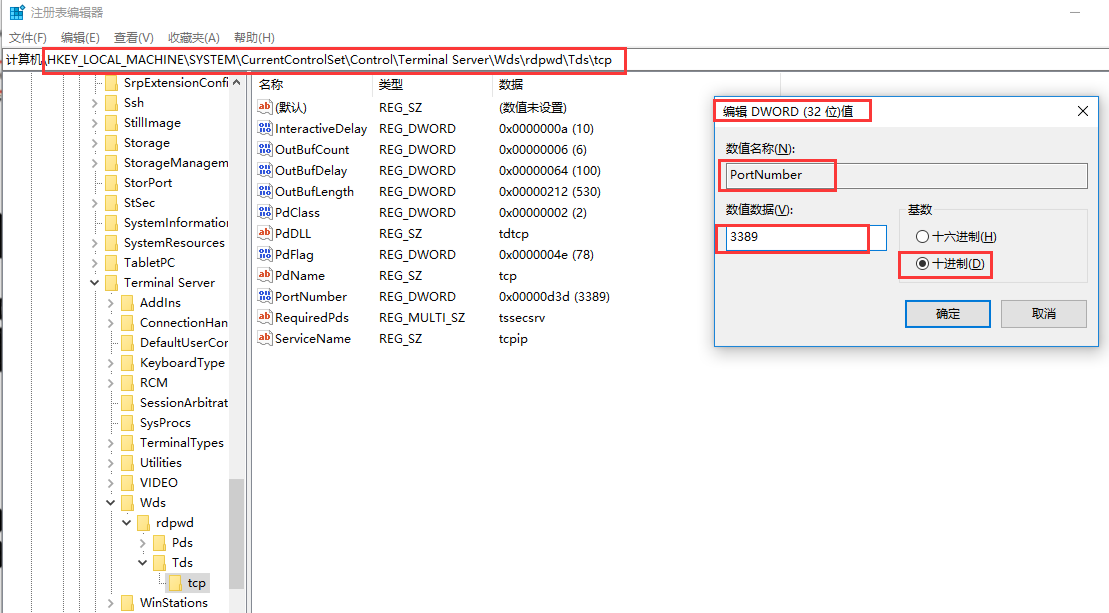 注册表编辑器
文件(F) 编辑(E) 查看(V) 收藏夹(A) 帮助(H)
计算机\HKEY_LOCAL_MACHINE\SYSTEM\CurrentControlSet\Control\Terminal Server\Wds\rdpwd\Tds\tcp
SrpExtensionConfi
Ssh
StillImage
Storage
StorageManagem
StorPort
StSec
SystemInformation
SystemResources
TabletPC
Terminal Server
AddIns
ConnectionHan
DefaultUserCor
KeyboardType
RCM
SessionArbitrat
SysProcs
TerminalTypes
Utilities
VIDEO
Wds
rdpwd
Pds
Tds
tcp
WinStations
名称 类型 数据
ab (默认) REG_SZ (数值未设置)
InteractiveDelay REG_DWORD 0x0000000a (10)
OutBufCount REG_DWORD 0x00000006 (6)
OutBufDelay REG_DWORD 0x00000064 (100)
OutBufLength REG_DWORD 0x00000212 (530)
PdClass REG_DWORD 0x00000002 (2)
ab PdDLL REG_SZ tdtcp
PdFlag REG_DWORD 0x0000004e (78)
ab PdName REG_SZ tcp
PortNumber REG_DWORD 0x00000d3d (3389)
ab RequiredPds REG_MULTI_SZ tssecsrv
ab ServiceName REG_SZ tcpip
编辑 DWORD (32 位)值
数值名称(N):
PortNumber
数值数据(V):
3389
基数
十六进制(H)
十进制(D)
确定 取消